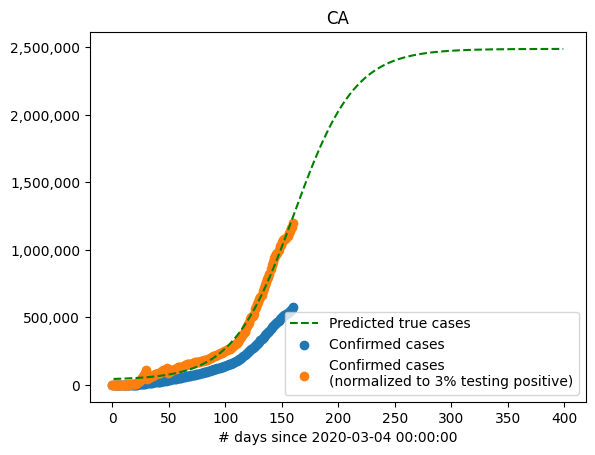 CA
2,500,000
2,000,000
1,500,000
1,000,000
500,000
0
Predicted true cases
Confirmed cases
Confirmed cases
(normalized to 3% testing positive)
0 50 100 150 200 250 300 350 400
# days since 2020-03-04 00:00:00